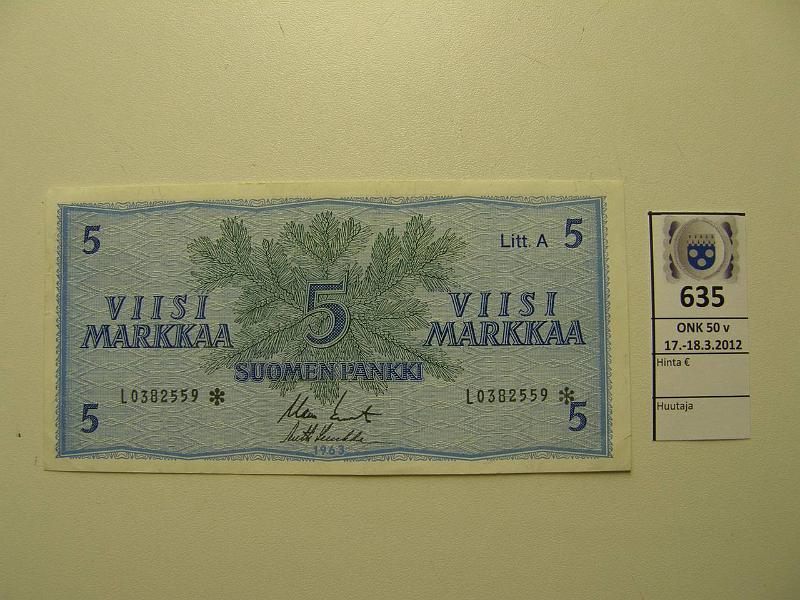 5
Litt. A 5
VIISI
MARKKAA
5
VIISI
MARKKAA
SUOMEN PANKKI
L0382559 *
L0382559 *
5
5
1963
635
ONK 50 v
17.-18.3.2012
Hinta €
Huutaja